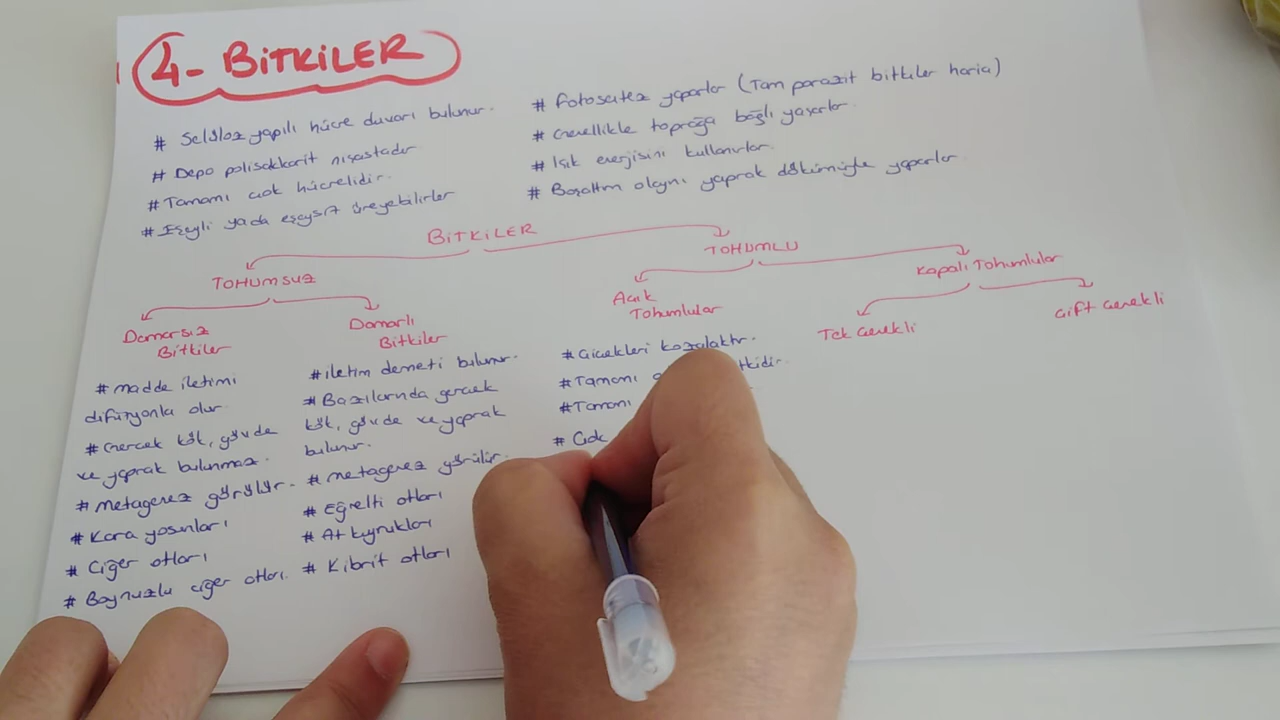 4- BİTKİLER
# Selüloz yapılı hücre duvarı bulunur.
# Depo polisakkarit nişastadır
# Tamamı çok hücrelidir.
# Eşeyli yada eşeysiz üreyebilirler
# Fotosentez yaparlar (Tam parazit bitkiler hariç)
# Genellikle toprağa bağlı yaşarlar
# Işık enerjisini kullanırlar.
# Boşaltım olayını yaprak dökümüyle yaparlar
BİTKİLER
TOHUMSUZ
TOHUMLU
Damarsız
Bitkiler
Damarlı
Bitkiler
Açık
Tohumlular
Kapalı Tohumlular
Tek Çenekli
Çift Çenekli
# Madde iletimi
difüzyonla olur
# Gerçek kök, gövde
ve yaprak bulunmaz.
# Metagenez görülür.
# Kara yosunları
# Ciğer otları
# Boynuzlu ciğer otları.
# İletim demeti bulunur.
# Bazılarında gerçek
kök, gövde ve yaprak
bulunur.
# Metagenez görülür.
# Eğrelti otları
# At kuyrukları
# Kibrit otları
# Çiçekleri kozalaktır.
# Tamamı
# Tamamı
# Çok